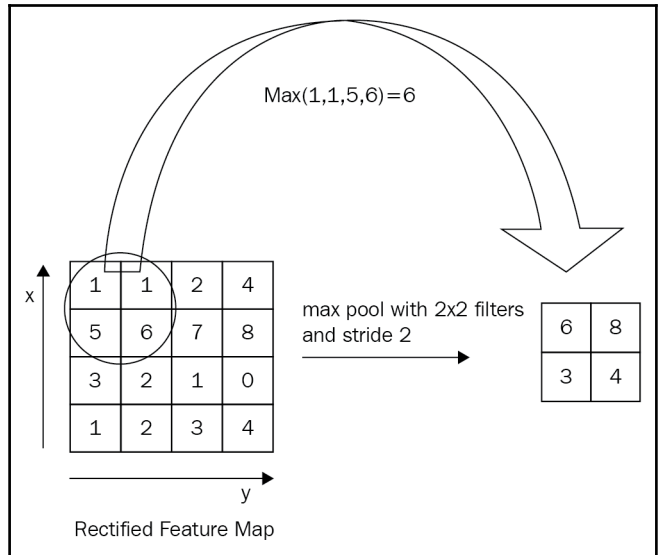 Max(1,1,5,6)=6
x
1 1 2 4
5 6 7 8
3 2 1 0
1 2 3 4
y
Rectified Feature Map
max pool with 2x2 filters
and stride 2
6 8
3 4